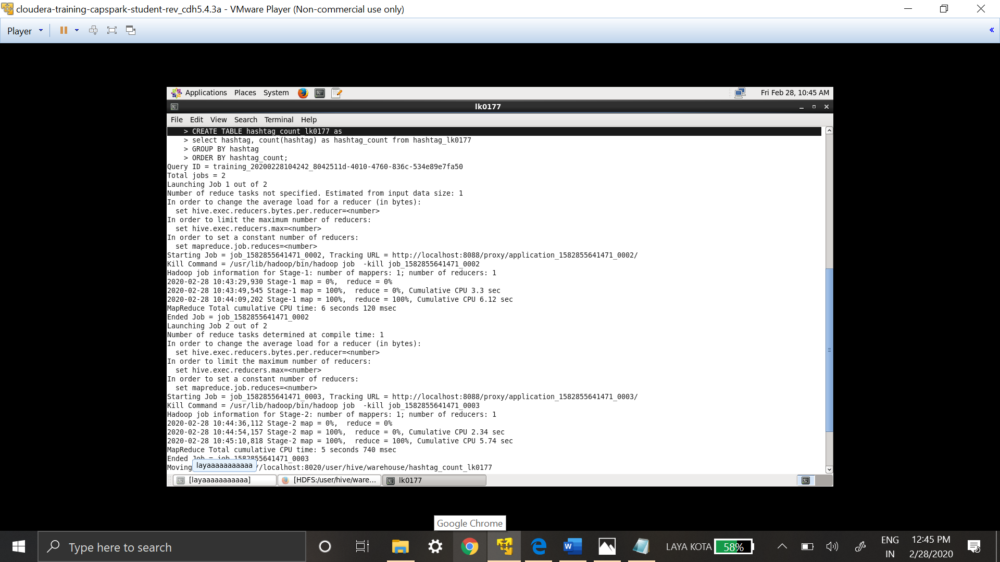 cloudera-training-capspark-student-rev_cdh5.4.3a - VMware Player (Non-commercial use only)
Player
Applications Places System
Fri Feb 28, 10:45 AM
lk0177
File Edit View Search Terminal Help
> CREATE TABLE hashtag_count_lk0177 as
> select hashtag, count(hashtag) as hashtag_count from hashtag_lk0177
> GROUP BY hashtag
> ORDER BY hashtag_count;
Query ID = training_20200228104242_8042511d-4010-4760-836c-534e89e7fa50
Total jobs = 2
Launching Job 1 out of 2
Number of reduce tasks not specified. Estimated from input data size: 1
In order to change the average load for a reducer (in bytes):
set hive.exec.reducers.bytes.per.reducer=<number>
In order to limit the maximum number of reducers:
set hive.exec.reducers.max=<number>
In order to set a constant number of reducers:
set mapreduce.job.reduces=<number>
Starting Job = job_1582855641471_0002, Tracking URL = http://localhost:8088/proxy/application_1582855641471_0002/
Kill Command = /usr/lib/hadoop/bin/hadoop job  -kill job_1582855641471_0002
Hadoop job information for Stage-1: number of mappers: 1; number of reducers: 1
2020-02-28 10:43:29,930 Stage-1 map = 0%,  reduce = 0%
2020-02-28 10:43:49,545 Stage-1 map = 100%,  reduce = 0%, Cumulative CPU 3.3 sec
2020-02-28 10:44:09,202 Stage-1 map = 100%,  reduce = 100%, Cumulative CPU 6.12 sec
MapReduce Total cumulative CPU time: 6 seconds 120 msec
Ended Job = job_1582855641471_0002
Launching Job 2 out of 2
Number of reduce tasks determined at compile time: 1
In order to change the average load for a reducer (in bytes):
set hive.exec.reducers.bytes.per.reducer=<number>
In order to limit the maximum number of reducers:
set hive.exec.reducers.max=<number>
In order to set a constant number of reducers:
set mapreduce.job.reduces=<number>
Starting Job = job_1582855641471_0003, Tracking URL = http://localhost:8088/proxy/application_1582855641471_0003/
Kill Command = /usr/lib/hadoop/bin/hadoop job  -kill job_1582855641471_0003
Hadoop job information for Stage-2: number of mappers: 1; number of reducers: 1
2020-02-28 10:44:36,112 Stage-2 map = 0%,  reduce = 0%
2020-02-28 10:44:54,157 Stage-2 map = 100%,  reduce = 0%, Cumulative CPU 2.34 sec
2020-02-28 10:45:10,818 Stage-2 map = 100%,  reduce = 100%, Cumulative CPU 5.74 sec
MapReduce Total cumulative CPU time: 5 seconds 740 msec
Ended Job = job_1582855641471_0003
layaaaaaaaaaaa
Moving /localhost:8020/user/hive/warehouse/hashtag_count_lk0177
[layaaaaaaaaaaa] [HDFS:/user/hive/ware... lk0177
Google Chrome
Type here to search
LAYA KOTA 58%
ENG
IN
12:45 PM
2/28/2020